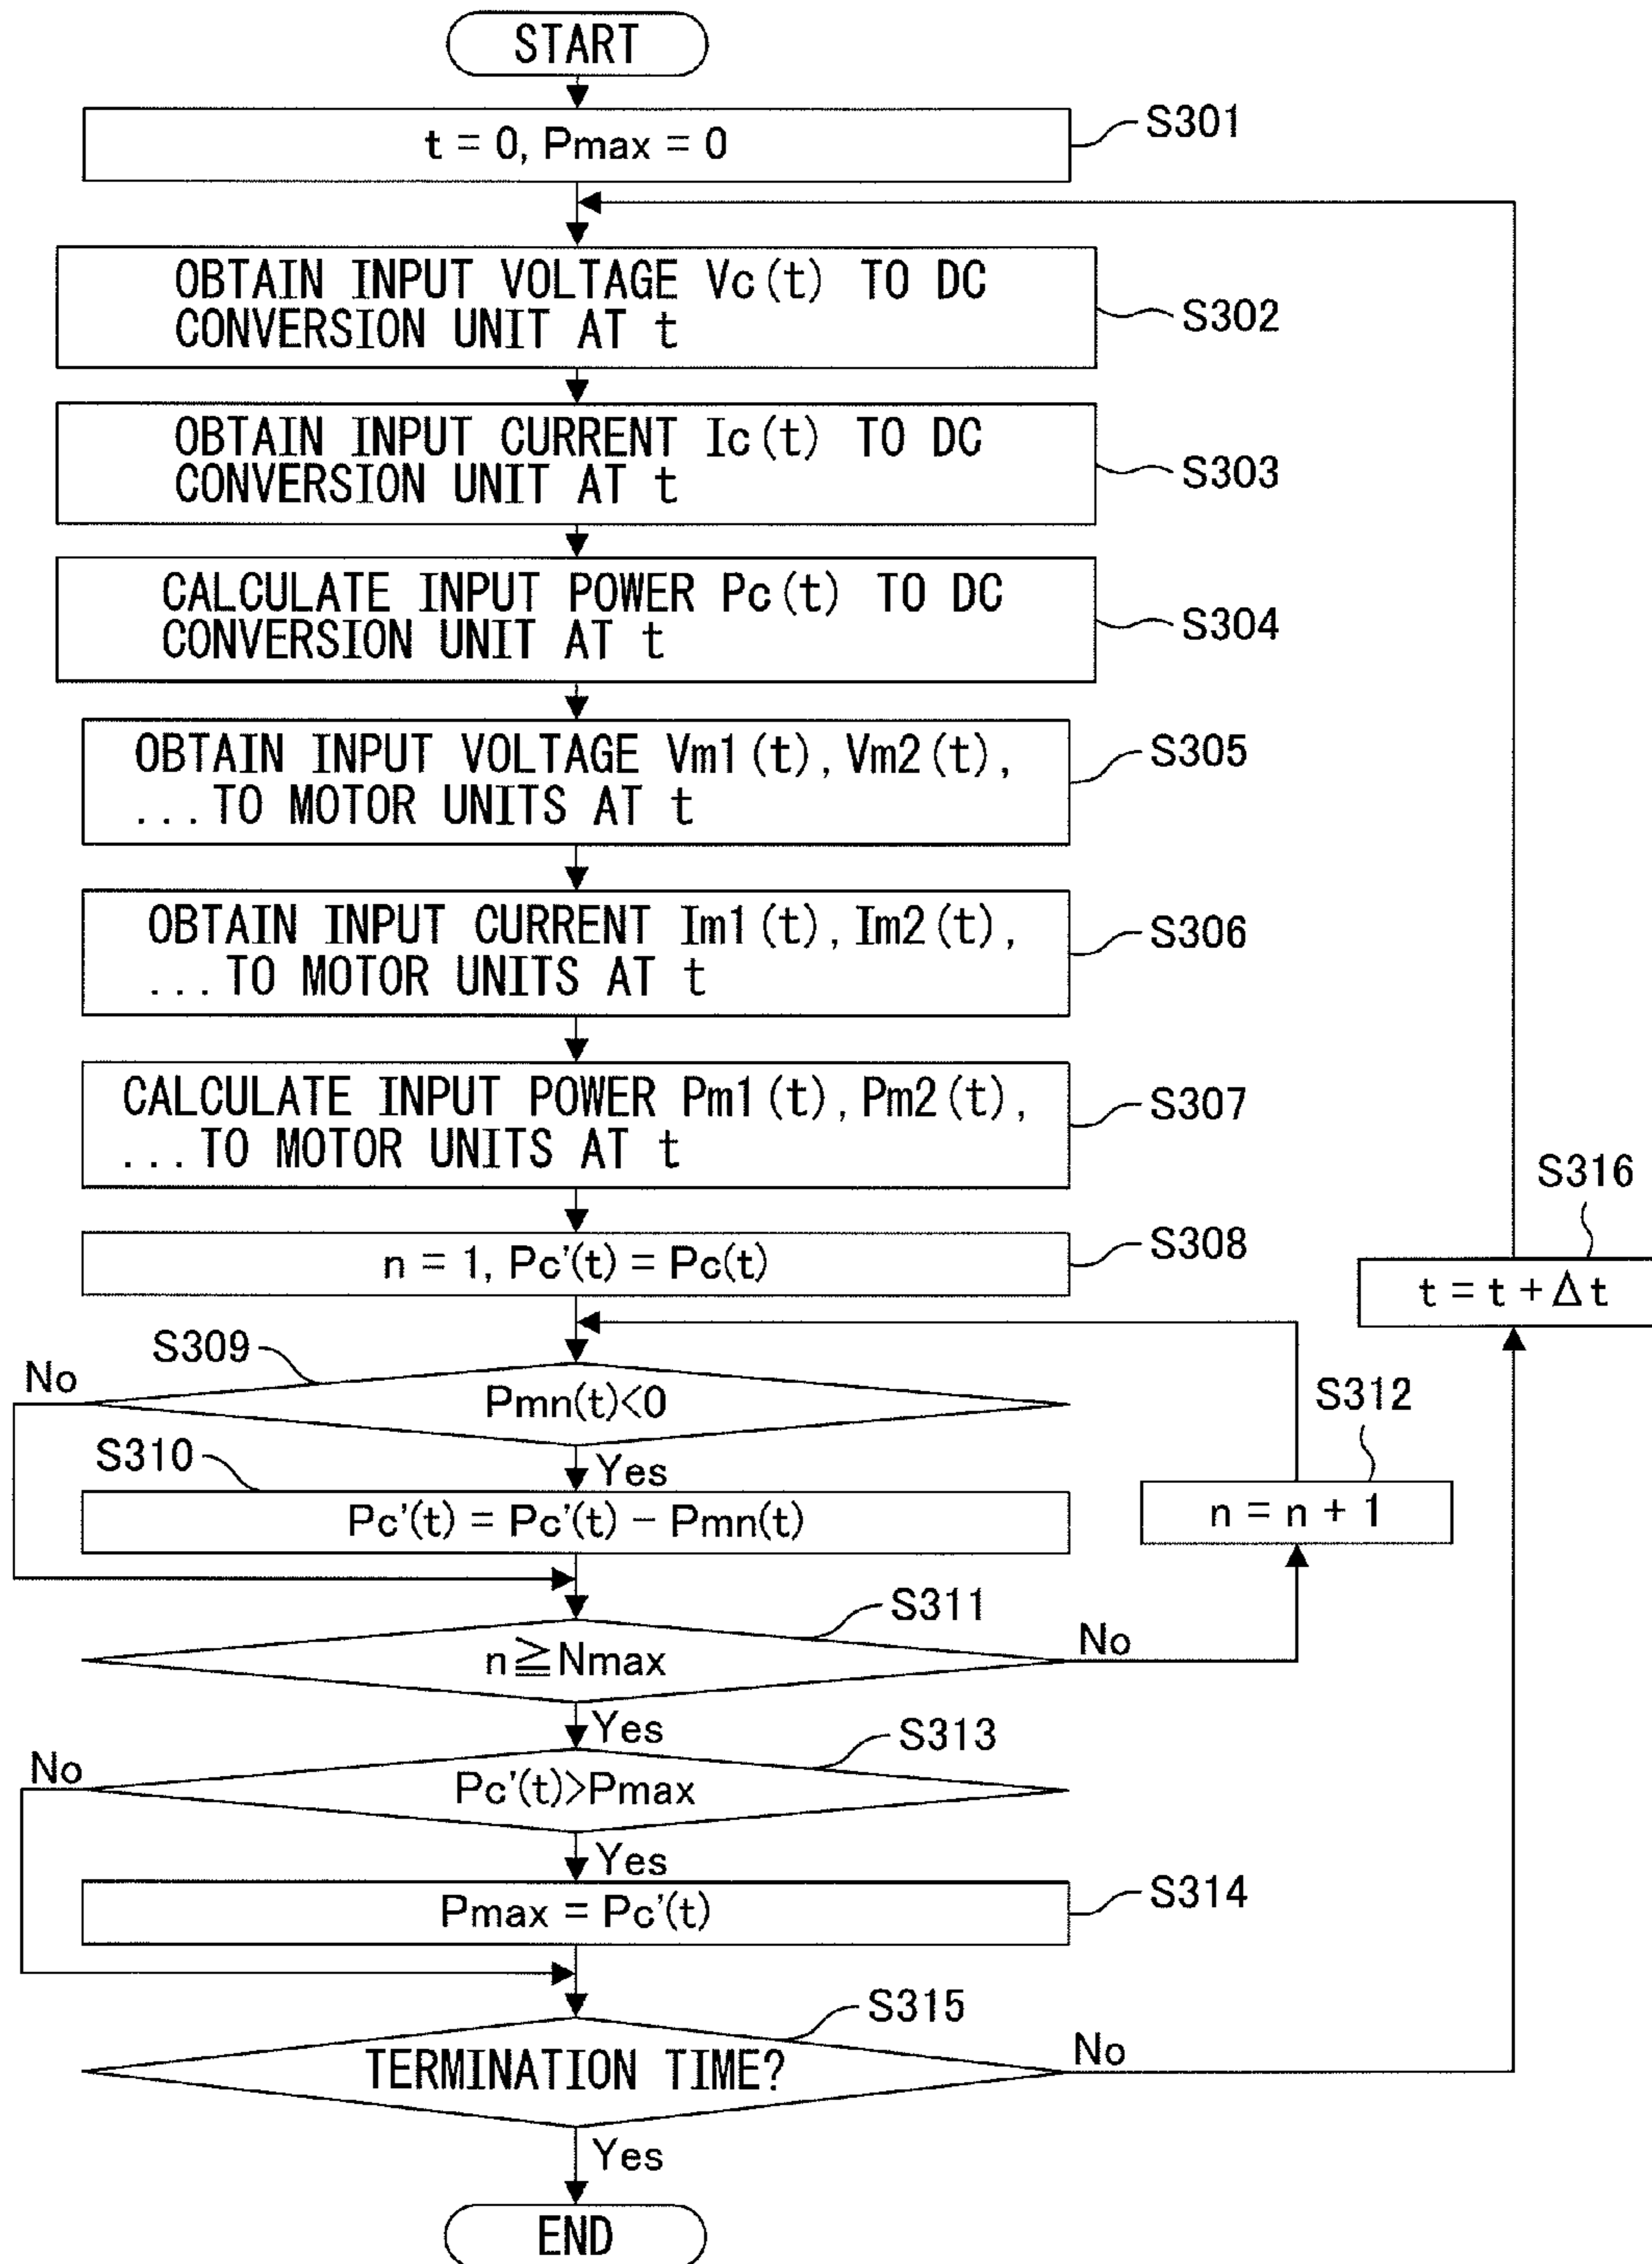 START
t = 0, Pmax = 0
S301
OBTAIN INPUT VOLTAGE Vc(t) TO DC
CONVERSION UNIT AT t
S302
OBTAIN INPUT CURRENT Ic(t) TO DC
CONVERSION UNIT AT t
S303
CALCULATE INPUT POWER Pc(t) TO DC
CONVERSION UNIT AT t
S304
OBTAIN INPUT VOLTAGE Vm1(t), Vm2(t),
...TO MOTOR UNITS AT t
S305
OBTAIN INPUT CURRENT Im1(t), Im2(t),
...TO MOTOR UNITS AT t
S306
CALCULATE INPUT POWER Pm1(t), Pm2(t),
...TO MOTOR UNITS AT t
S307
n = 1, Pc'(t) = Pc(t)
S308
S316
t = t + Δt
S309
No
Pmn(t)<0
Yes
S310
Pc'(t) = Pc'(t) − Pmn(t)
S312
n = n + 1
S311
n≧Nmax
No
Yes
S313
No
Pc'(t)>Pmax
Yes
Pmax = Pc'(t)
S314
S315
TERMINATION TIME?
No
Yes
END